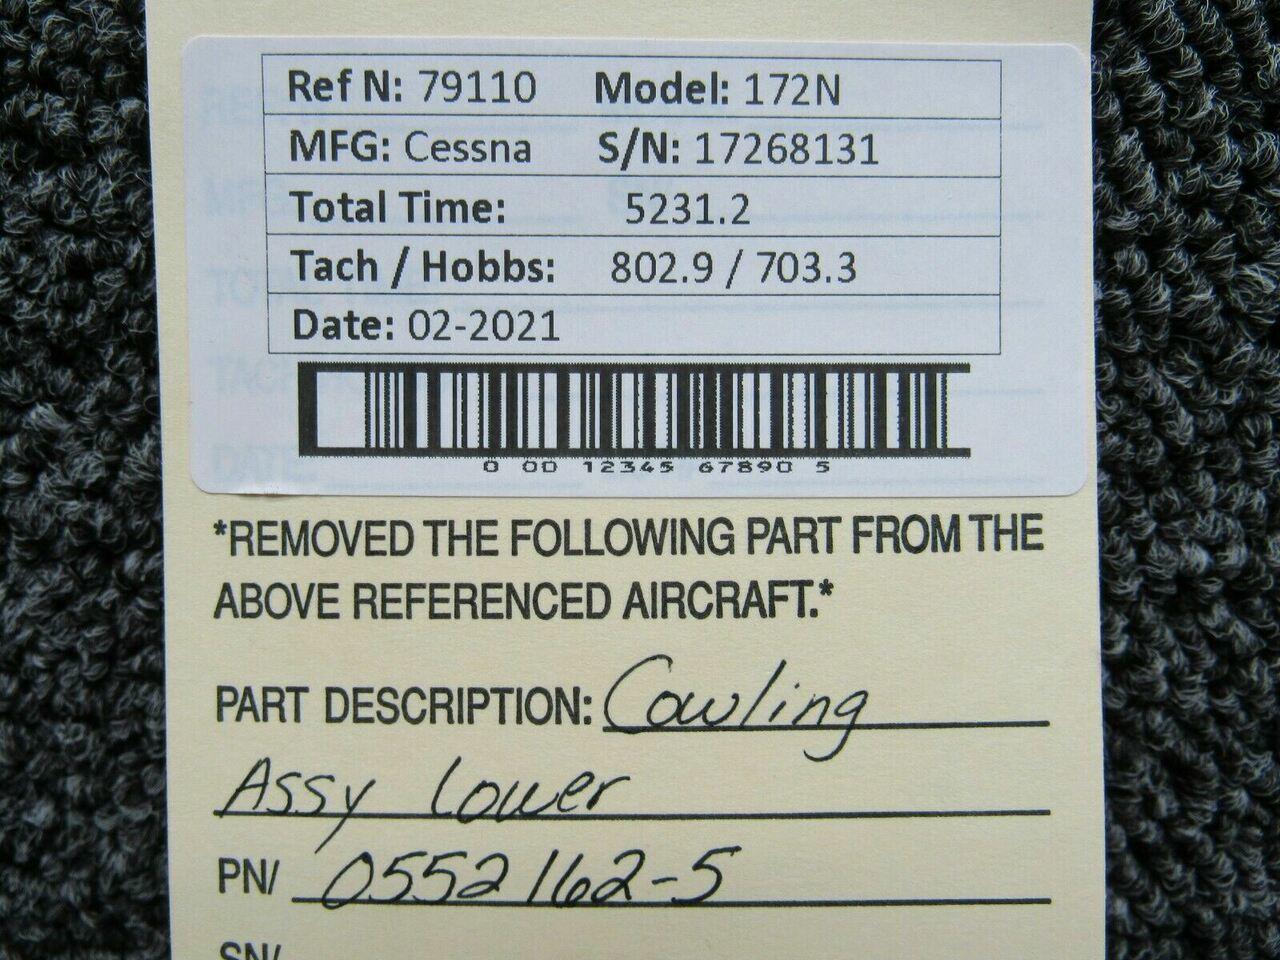 Ref N: 79110 Model: 172N
MFG: Cessna S/N: 17268131
Total Time: 5231.2
Tach / Hobbs: 802.9 / 703.3
Date: 02-2021
0 00 12345 67890 5
*REMOVED THE FOLLOWING PART FROM THE
ABOVE REFERENCED AIRCRAFT.*
PART DESCRIPTION: Cowling
Assy Lower
PN/ 0552162-5
SN/